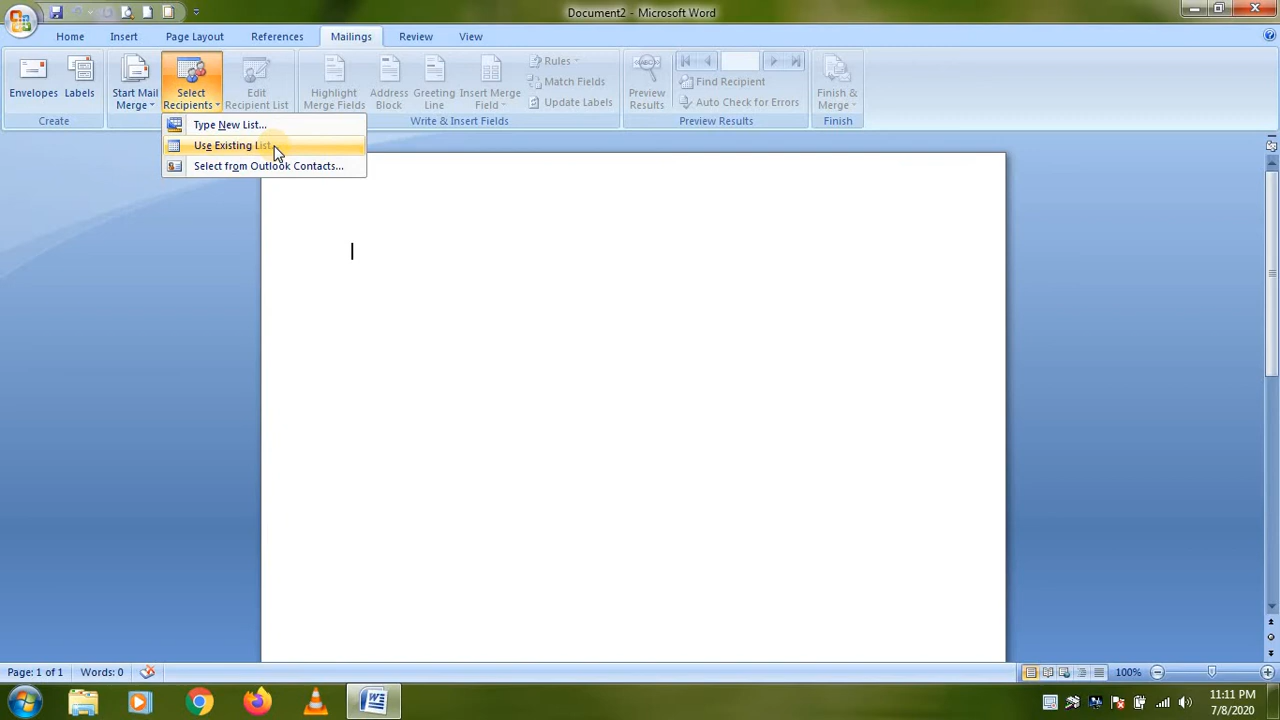 Document2 - Microsoft Word
Home Insert Page Layout References Mailings Review View
Envelopes
Labels
Create
Start Mail
Merge
Select
Recipients
Edit
Recipient List
Highlight
Merge Fields
Address
Block
Greeting
Line
Insert Merge
Field
Rules
Match Fields
Update Labels
Write & Insert Fields
Preview
Results
Find Recipient
Auto Check for Errors
Preview Results
Finish &
Merge
Finish
Type New List...
Use Existing List...
Select from Outlook Contacts...
Page: 1 of 1 Words: 0 100%
11:11 PM
7/8/2020